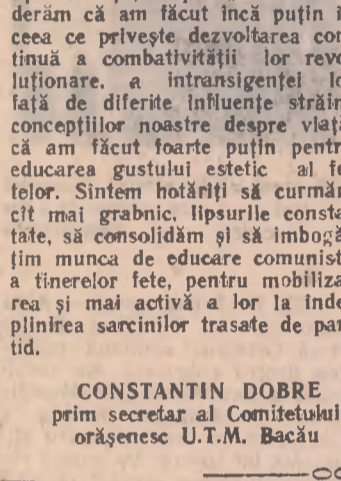 derăm că am făcut încă puțin î
ceea ce privește dezvoltarea con
tinuă a combativității lor revo
luționare, a intransigenței lo
față de diferite influențe străin
concepțiilor noastre despre viață
că am făcut foarte puțin pentr
educarea gustului estetic al fe
telor. Sîntem hotărîți să curmăm
cît mai grabnic, lipsurile consta
tate, să consolidăm și să îmbogă
țim munca de educare comunist
a tinerelor fete, pentru mobiliza
rea și mai activă a lor la înde
plinirea sarcinilor trasate de par
tid.
CONSTANTIN DOBRE
prim secretar al Comitetului
orășenesc U.T.M. Bacău